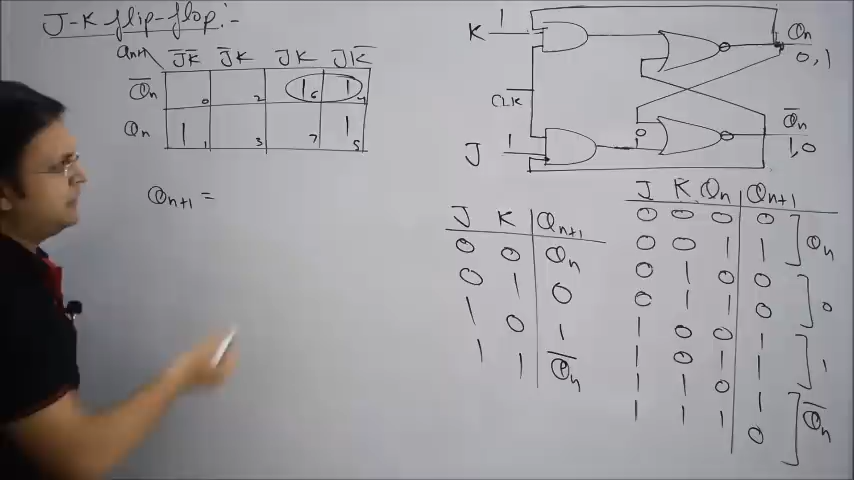 J-K flip-flop:-
Qn+1 J̅K̅ J̅K JK JK̅
Q̅n 0 2 1 6 1 4
Qn 1 1 3 7 1 5
Qn+1 =
K 1 Qn
0,1
CLK
Q̅n
J 1 0 1 1,0
J K Qn+1
0 0 Qn
0 1 0
1 0 1
1 1 Q̅n
J K Qn Qn+1
0 0 0 0
0 0 1 1 ] Qn
0 1 0 0
0 1 1 0 ] 0
1 0 0 1
1 0 1 1 ] 1
1 1 0 1
1 1 1 0 ] Q̅n